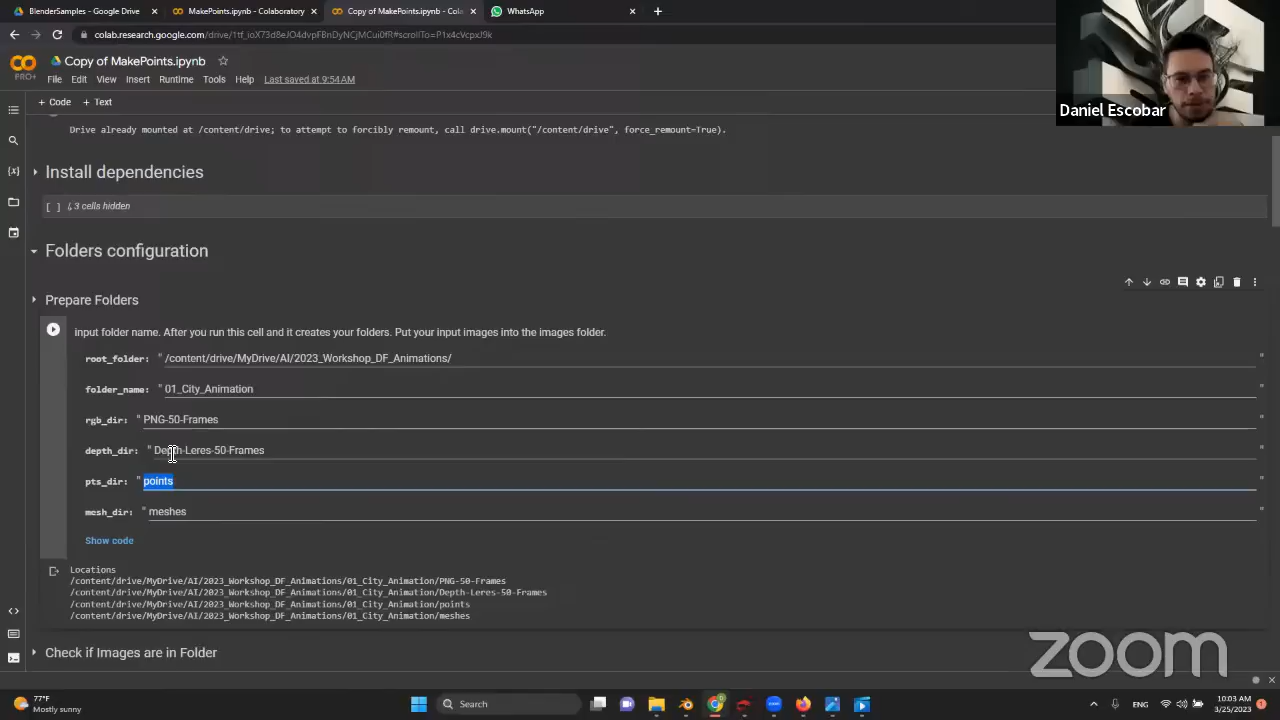 BlenderSamples - Google Drive
MakePoints.ipynb - Colaboratory
Copy of MakePoints.ipynb - Cola
WhatsApp
colab.research.google.com/drive/1tf_ioX73d8eJO4dvpFBnDyNCjMCui0fR#scrollTo=P1x4cVcpxJ9k
Copy of MakePoints.ipynb
PRO+
File Edit View Insert Runtime Tools Help Last saved at 9:54 AM
+ Code + Text
Daniel Escobar
Drive already mounted at /content/drive; to attempt to forcibly remount, call drive.mount("/content/drive", force_remount=True).
Install dependencies
[ ] ↳ 3 cells hidden
Folders configuration
Prepare Folders
input folder name. After you run this cell and it creates your folders. Put your input images into the images folder.
root_folder: " /content/drive/MyDrive/AI/2023_Workshop_DF_Animations/ "
folder_name: " 01_City_Animation "
rgb_dir: " PNG-50-Frames "
depth_dir: " Depth-Leres-50-Frames "
pts_dir: " points "
mesh_dir: " meshes "
Show code
Locations
/content/drive/MyDrive/AI/2023_Workshop_DF_Animations/01_City_Animation/PNG-50-Frames
/content/drive/MyDrive/AI/2023_Workshop_DF_Animations/01_City_Animation/Depth-Leres-50-Frames
/content/drive/MyDrive/AI/2023_Workshop_DF_Animations/01_City_Animation/points
/content/drive/MyDrive/AI/2023_Workshop_DF_Animations/01_City_Animation/meshes
Check if Images are in Folder
zoom
77°F
Mostly sunny
Search
ENG
10:03 AM
3/25/2023